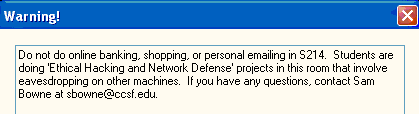 Warning!
Do not do online banking, shopping, or personal emailing in S214.  Students are
doing 'Ethical Hacking and Network Defense' projects in this room that involve
eavesdropping on other machines.  If you have any questions, contact Sam
Bowne at sbowne@ccsf.edu.